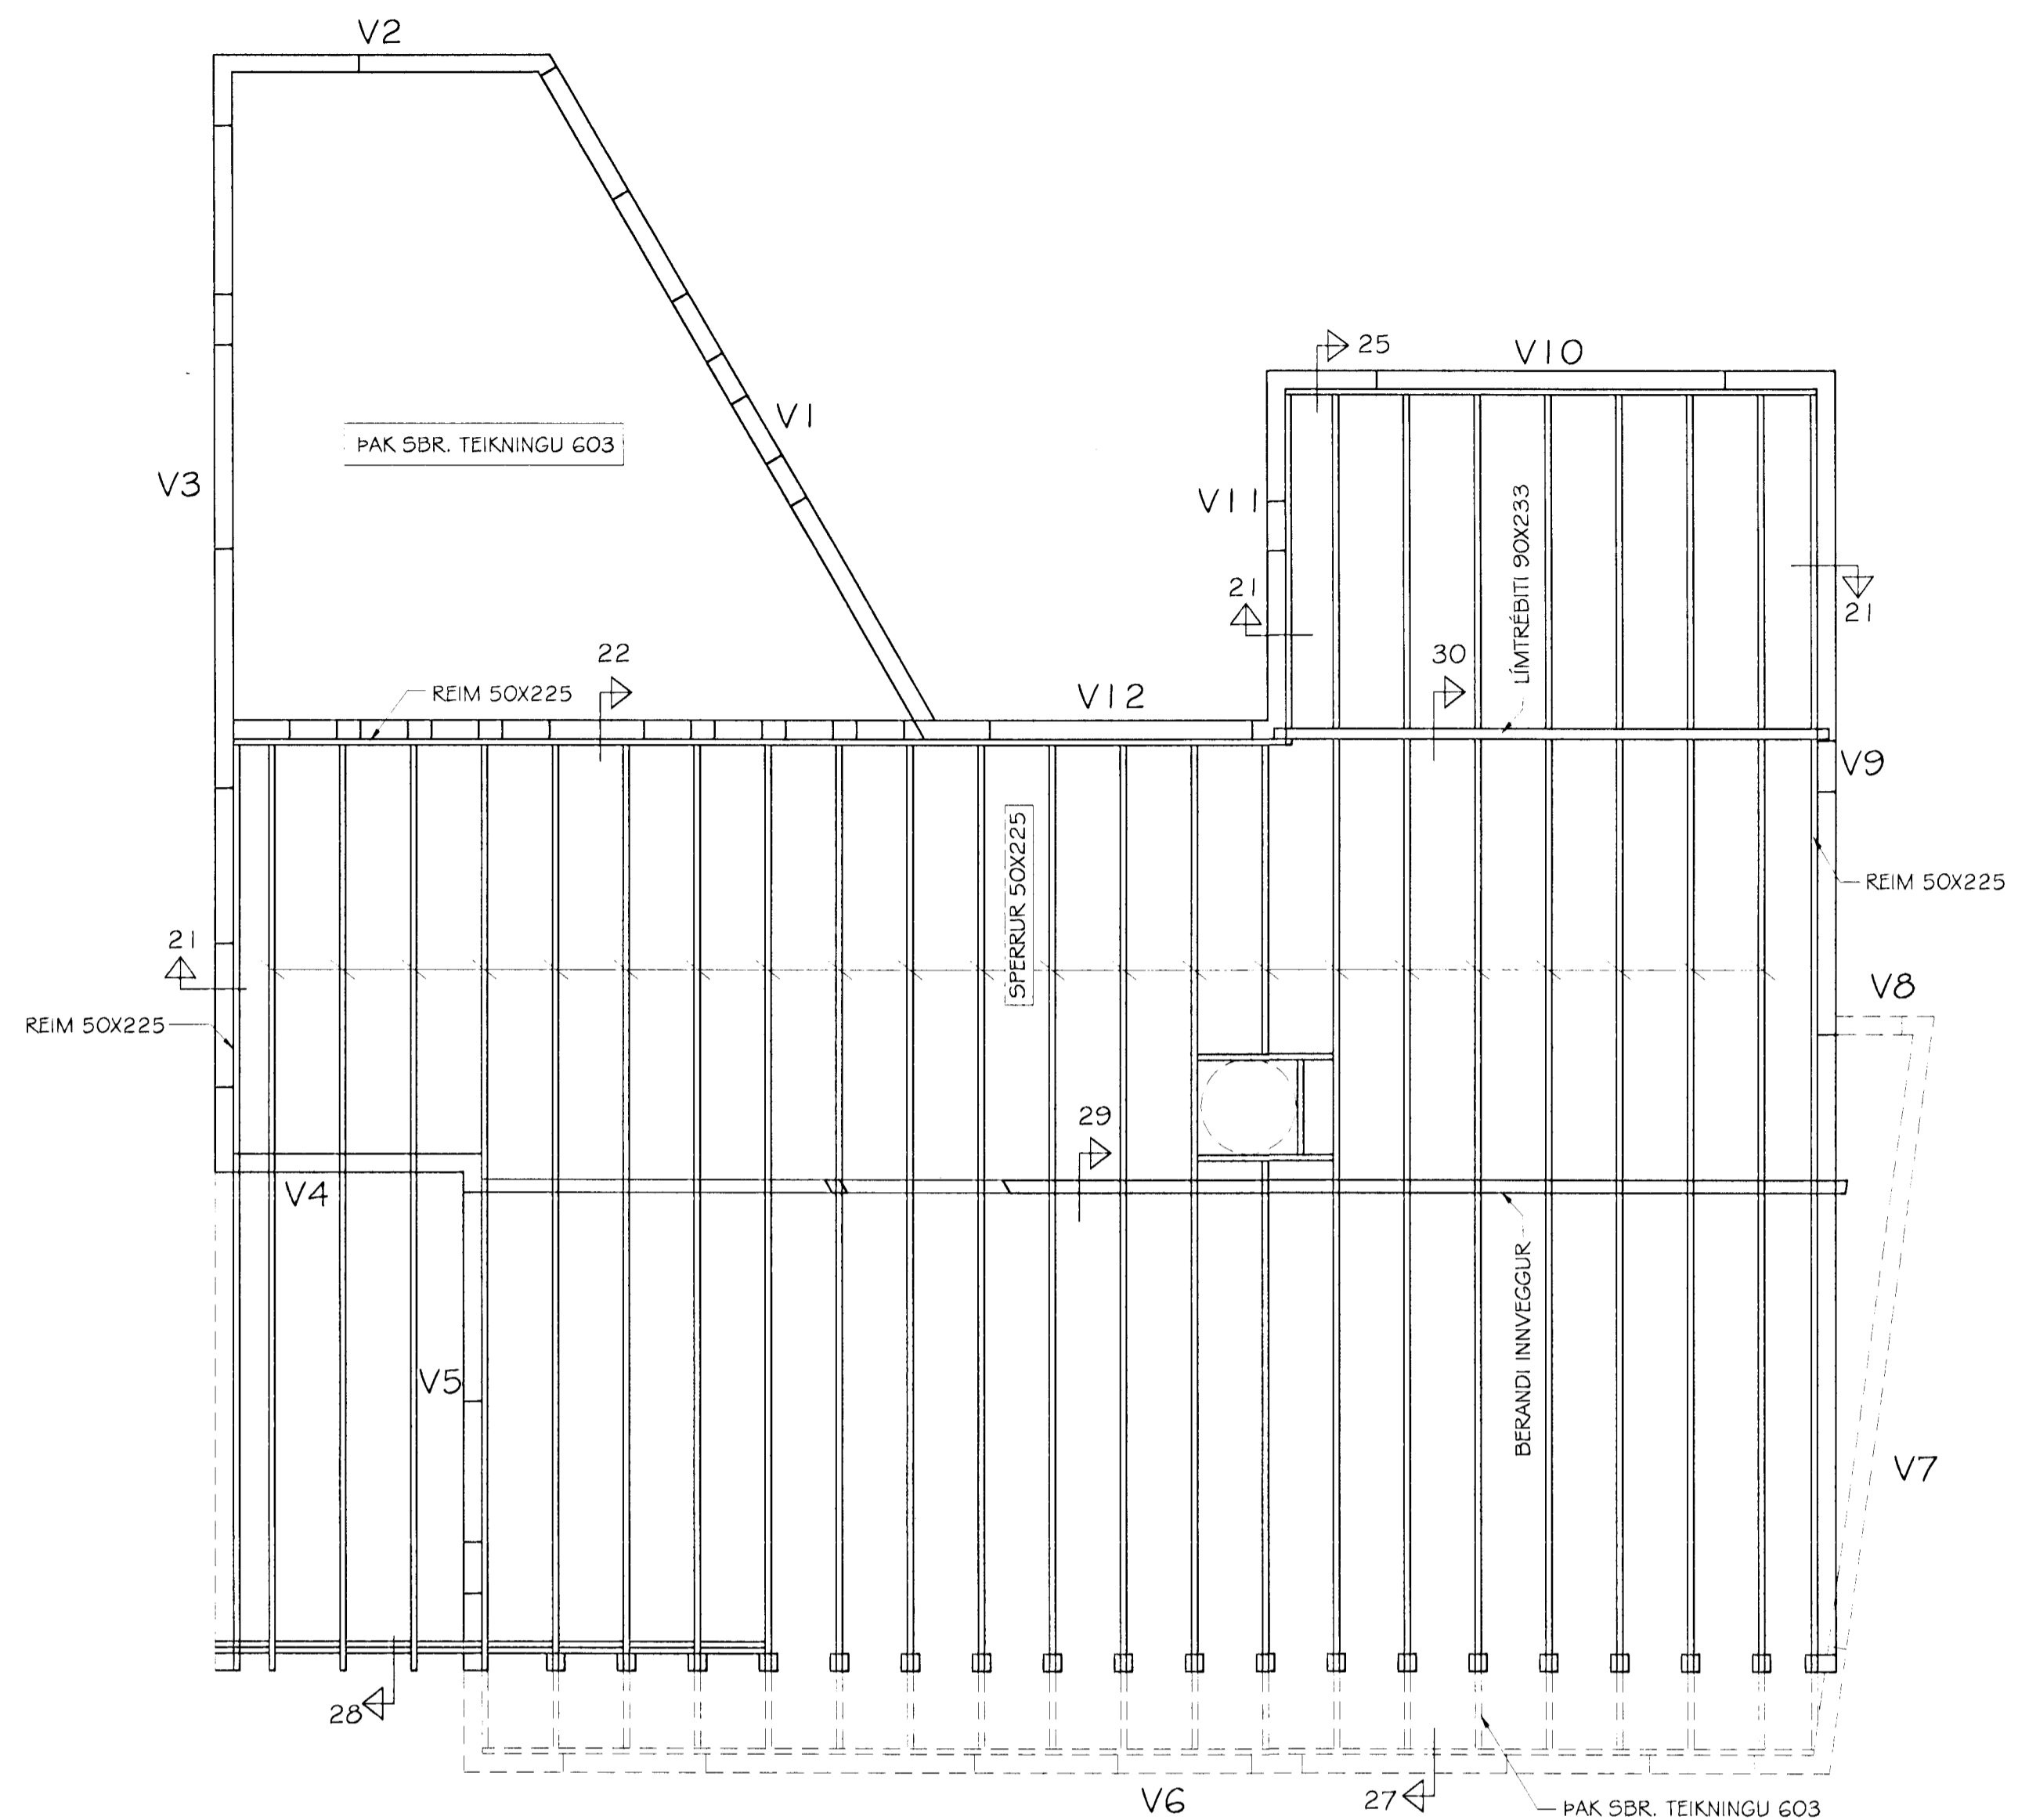 V2
25
V10
V1
ÞAK SBR. TEIKNINGU 603
V3
V11
LÍMTRÉBITI 90X233
21
21
22
30
REIM 50X225
V12
V9
SPERRUR 50X225
REIM 50X225
21
V8
REIM 50X225
29
V4
BERANDI INNVEGGUR
V5
V7
28
27
V6
ÞAK SBR. TEIKNINGU 603